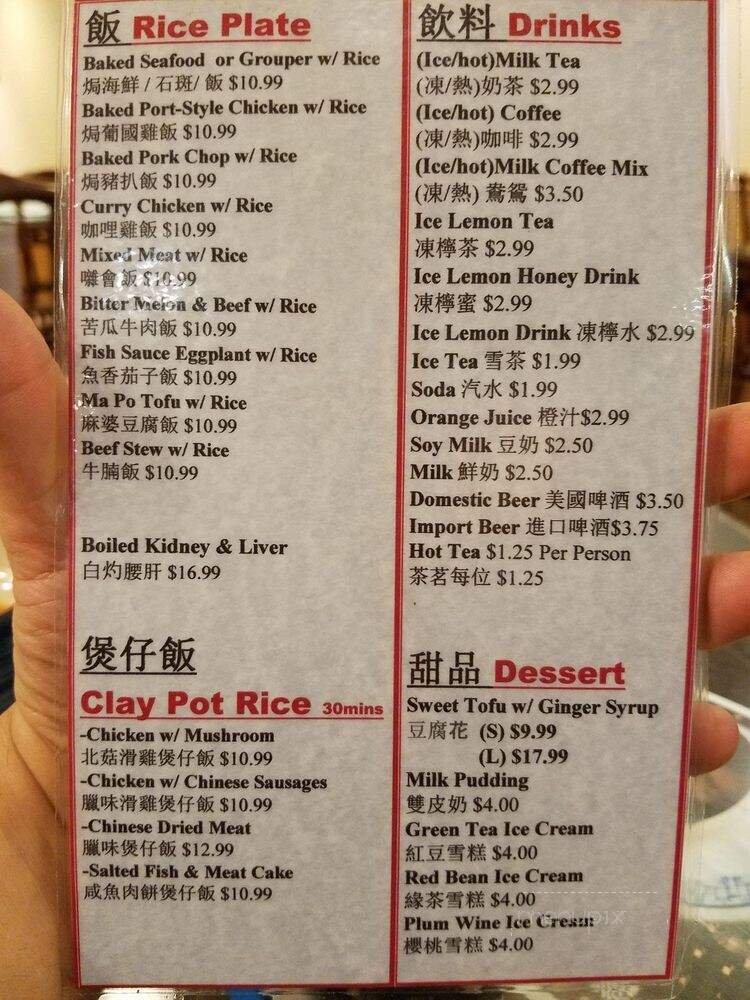 飯 Rice Plate
Baked Seafood or Grouper w/ Rice
焗海鮮 / 石斑/ 飯 $10.99
Baked Port-Style Chicken w/ Rice
焗葡國雞飯 $10.99
Baked Pork Chop w/ Rice
焗豬扒飯 $10.99
Curry Chicken w/ Rice
咖哩雞飯 $10.99
Mixed Meat w/ Rice
囃會飯 $10.99
Bitter Melon & Beef w/ Rice
苦瓜牛肉飯 $10.99
Fish Sauce Eggplant w/ Rice
魚香茄子飯 $10.99
Ma Po Tofu w/ Rice
麻婆豆腐飯 $10.99
Beef Stew w/ Rice
牛腩飯 $10.99
Boiled Kidney & Liver
白灼腰肝 $16.99
煲仔飯
Clay Pot Rice 30mins
-Chicken w/ Mushroom
北菇滑雞煲仔飯 $10.99
-Chicken w/ Chinese Sausages
臘味滑雞煲仔飯 $10.99
-Chinese Dried Meat
臘味煲仔飯 $12.99
-Salted Fish & Meat Cake
咸魚肉餅煲仔飯 $10.99
飲料 Drinks
(Ice/hot)Milk Tea
(凍/熱)奶茶 $2.99
(Ice/hot) Coffee
(凍/熱)咖啡 $2.99
(Ice/hot)Milk Coffee Mix
(凍/熱) 鴛鴦 $3.50
Ice Lemon Tea
凍檸茶 $2.99
Ice Lemon Honey Drink
凍檸蜜 $2.99
Ice Lemon Drink 凍檸水 $2.99
Ice Tea 雪茶 $1.99
Soda 汽水 $1.99
Orange Juice 橙汁$2.99
Soy Milk 豆奶 $2.50
Milk 鮮奶 $2.50
Domestic Beer 美國啤酒 $3.50
Import Beer 進口啤酒$3.75
Hot Tea $1.25 Per Person
茶茗每位 $1.25
甜品 Dessert
Sweet Tofu w/ Ginger Syrup
豆腐花 (S) $9.99
(L) $17.99
Milk Pudding
雙皮奶 $4.00
Green Tea Ice Cream
紅豆雪糕 $4.00
Red Bean Ice Cream
緣茶雪糕 $4.00
Plum Wine Ice Cream
櫻桃雪糕 $4.00